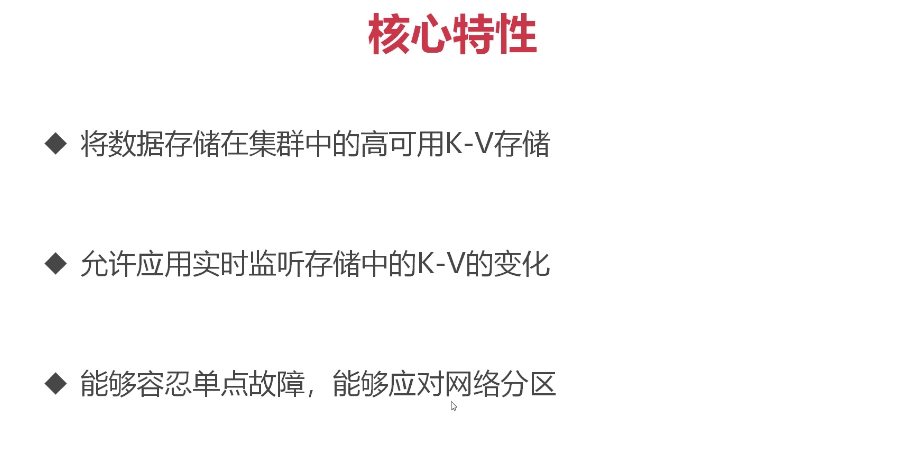 核心特性
◆ 将数据存储在集群中的高可用K-V存储
◆ 允许应用实时监听存储中的K-V的变化
◆ 能够容忍单点故障，能够应对网络分区